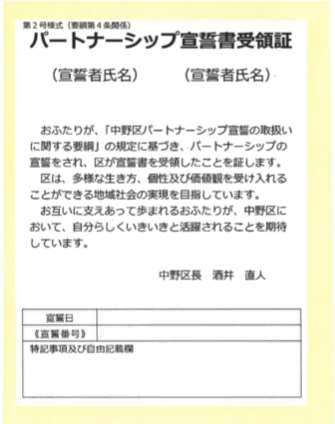 第２号様式（要綱第４条関係）
パートナーシップ宣誓書受領証
（宣誓者氏名）　（宣誓者氏名）
おふたりが、「中野区パートナーシップ宣誓の取扱い
に関する要綱」の規定に基づき、パートナーシップの
宣誓をされ、区が宣誓書を受領したことを証します。
区は、多様な生き方、個性及び価値観を受け入れる
ことができる地域社会の実現を目指しています。
お互いに支えあって歩まれるおふたりが、中野区に
おいて、自分らしくいきいきと活躍されることを期待
しています。
中野区長　酒井　直人
宣誓日
《宣誓番号》
特記事項及び自由記載欄